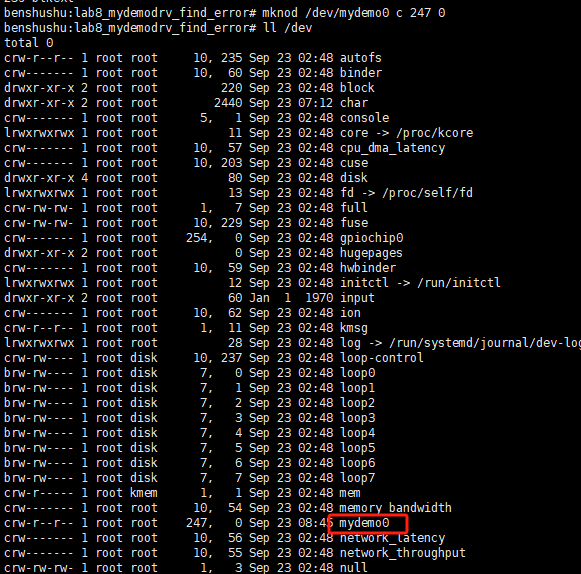 benshushu:lab8_mydemodrv_find_error# mknod /dev/mydemo0 c 247 0
benshushu:lab8_mydemodrv_find_error# ll /dev
total 0
crw-r--r-- 1 root root     10, 235 Sep 23 02:48 autofs
crw------- 1 root root     10,  60 Sep 23 02:48 binder
drwxr-xr-x 2 root root         220 Sep 23 02:48 block
drwxr-xr-x 2 root root        2440 Sep 23 07:12 char
crw------- 1 root root      5,   1 Sep 23 02:48 console
lrwxrwxrwx 1 root root          11 Sep 23 02:48 core -> /proc/kcore
crw------- 1 root root     10,  57 Sep 23 02:48 cpu_dma_latency
crw------- 1 root root     10, 203 Sep 23 02:48 cuse
drwxr-xr-x 4 root root          80 Sep 23 02:48 disk
lrwxrwxrwx 1 root root          13 Sep 23 02:48 fd -> /proc/self/fd
crw-rw-rw- 1 root root      1,   7 Sep 23 02:48 full
crw-rw-rw- 1 root root     10, 229 Sep 23 02:48 fuse
crw------- 1 root root    254,   0 Sep 23 02:48 gpiochip0
drwxr-xr-x 2 root root           0 Sep 23 02:48 hugepages
crw------- 1 root root     10,  59 Sep 23 02:48 hwbinder
lrwxrwxrwx 1 root root          12 Sep 23 02:48 initctl -> /run/initctl
drwxr-xr-x 2 root root          60 Jan  1  1970 input
crw------- 1 root root     10,  62 Sep 23 02:48 ion
crw-r--r-- 1 root root      1,  11 Sep 23 02:48 kmsg
lrwxrwxrwx 1 root root          28 Sep 23 02:48 log -> /run/systemd/journal/dev-log
crw-rw---- 1 root disk     10, 237 Sep 23 02:48 loop-control
brw-rw---- 1 root disk      7,   0 Sep 23 02:48 loop0
brw-rw---- 1 root disk      7,   1 Sep 23 02:48 loop1
brw-rw---- 1 root disk      7,   2 Sep 23 02:48 loop2
brw-rw---- 1 root disk      7,   3 Sep 23 02:48 loop3
brw-rw---- 1 root disk      7,   4 Sep 23 02:48 loop4
brw-rw---- 1 root disk      7,   5 Sep 23 02:48 loop5
brw-rw---- 1 root disk      7,   6 Sep 23 02:48 loop6
brw-rw---- 1 root disk      7,   7 Sep 23 02:48 loop7
crw-r----- 1 root kmem      1,   1 Sep 23 02:48 mem
crw------- 1 root root     10,  54 Sep 23 02:48 memory_bandwidth
crw-r--r-- 1 root root    247,   0 Sep 23 08:45 mydemo0
crw------- 1 root root     10,  56 Sep 23 02:48 network_latency
crw------- 1 root root     10,  55 Sep 23 02:48 network_throughput
crw-rw-rw- 1 root root      1,   3 Sep 23 02:48 null